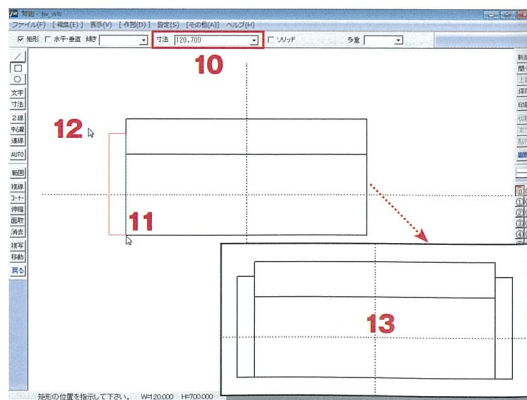 無題 - jw_win
ファイル(F) [編集(E)] 表示(V) [作図(D)] 設定(S) [その他(A)] ヘルプ(H)
矩形 水平・垂直 傾き 寸法 120,700 ソリッド 多重
10
文字
寸法
2線
中心線
連線
AUTO
範囲
複線
コーナー
伸縮
面取
消去
複写
移動
戻る
12
11
13
矩形の位置を指示して下さい。 W=120.000 H=700.000